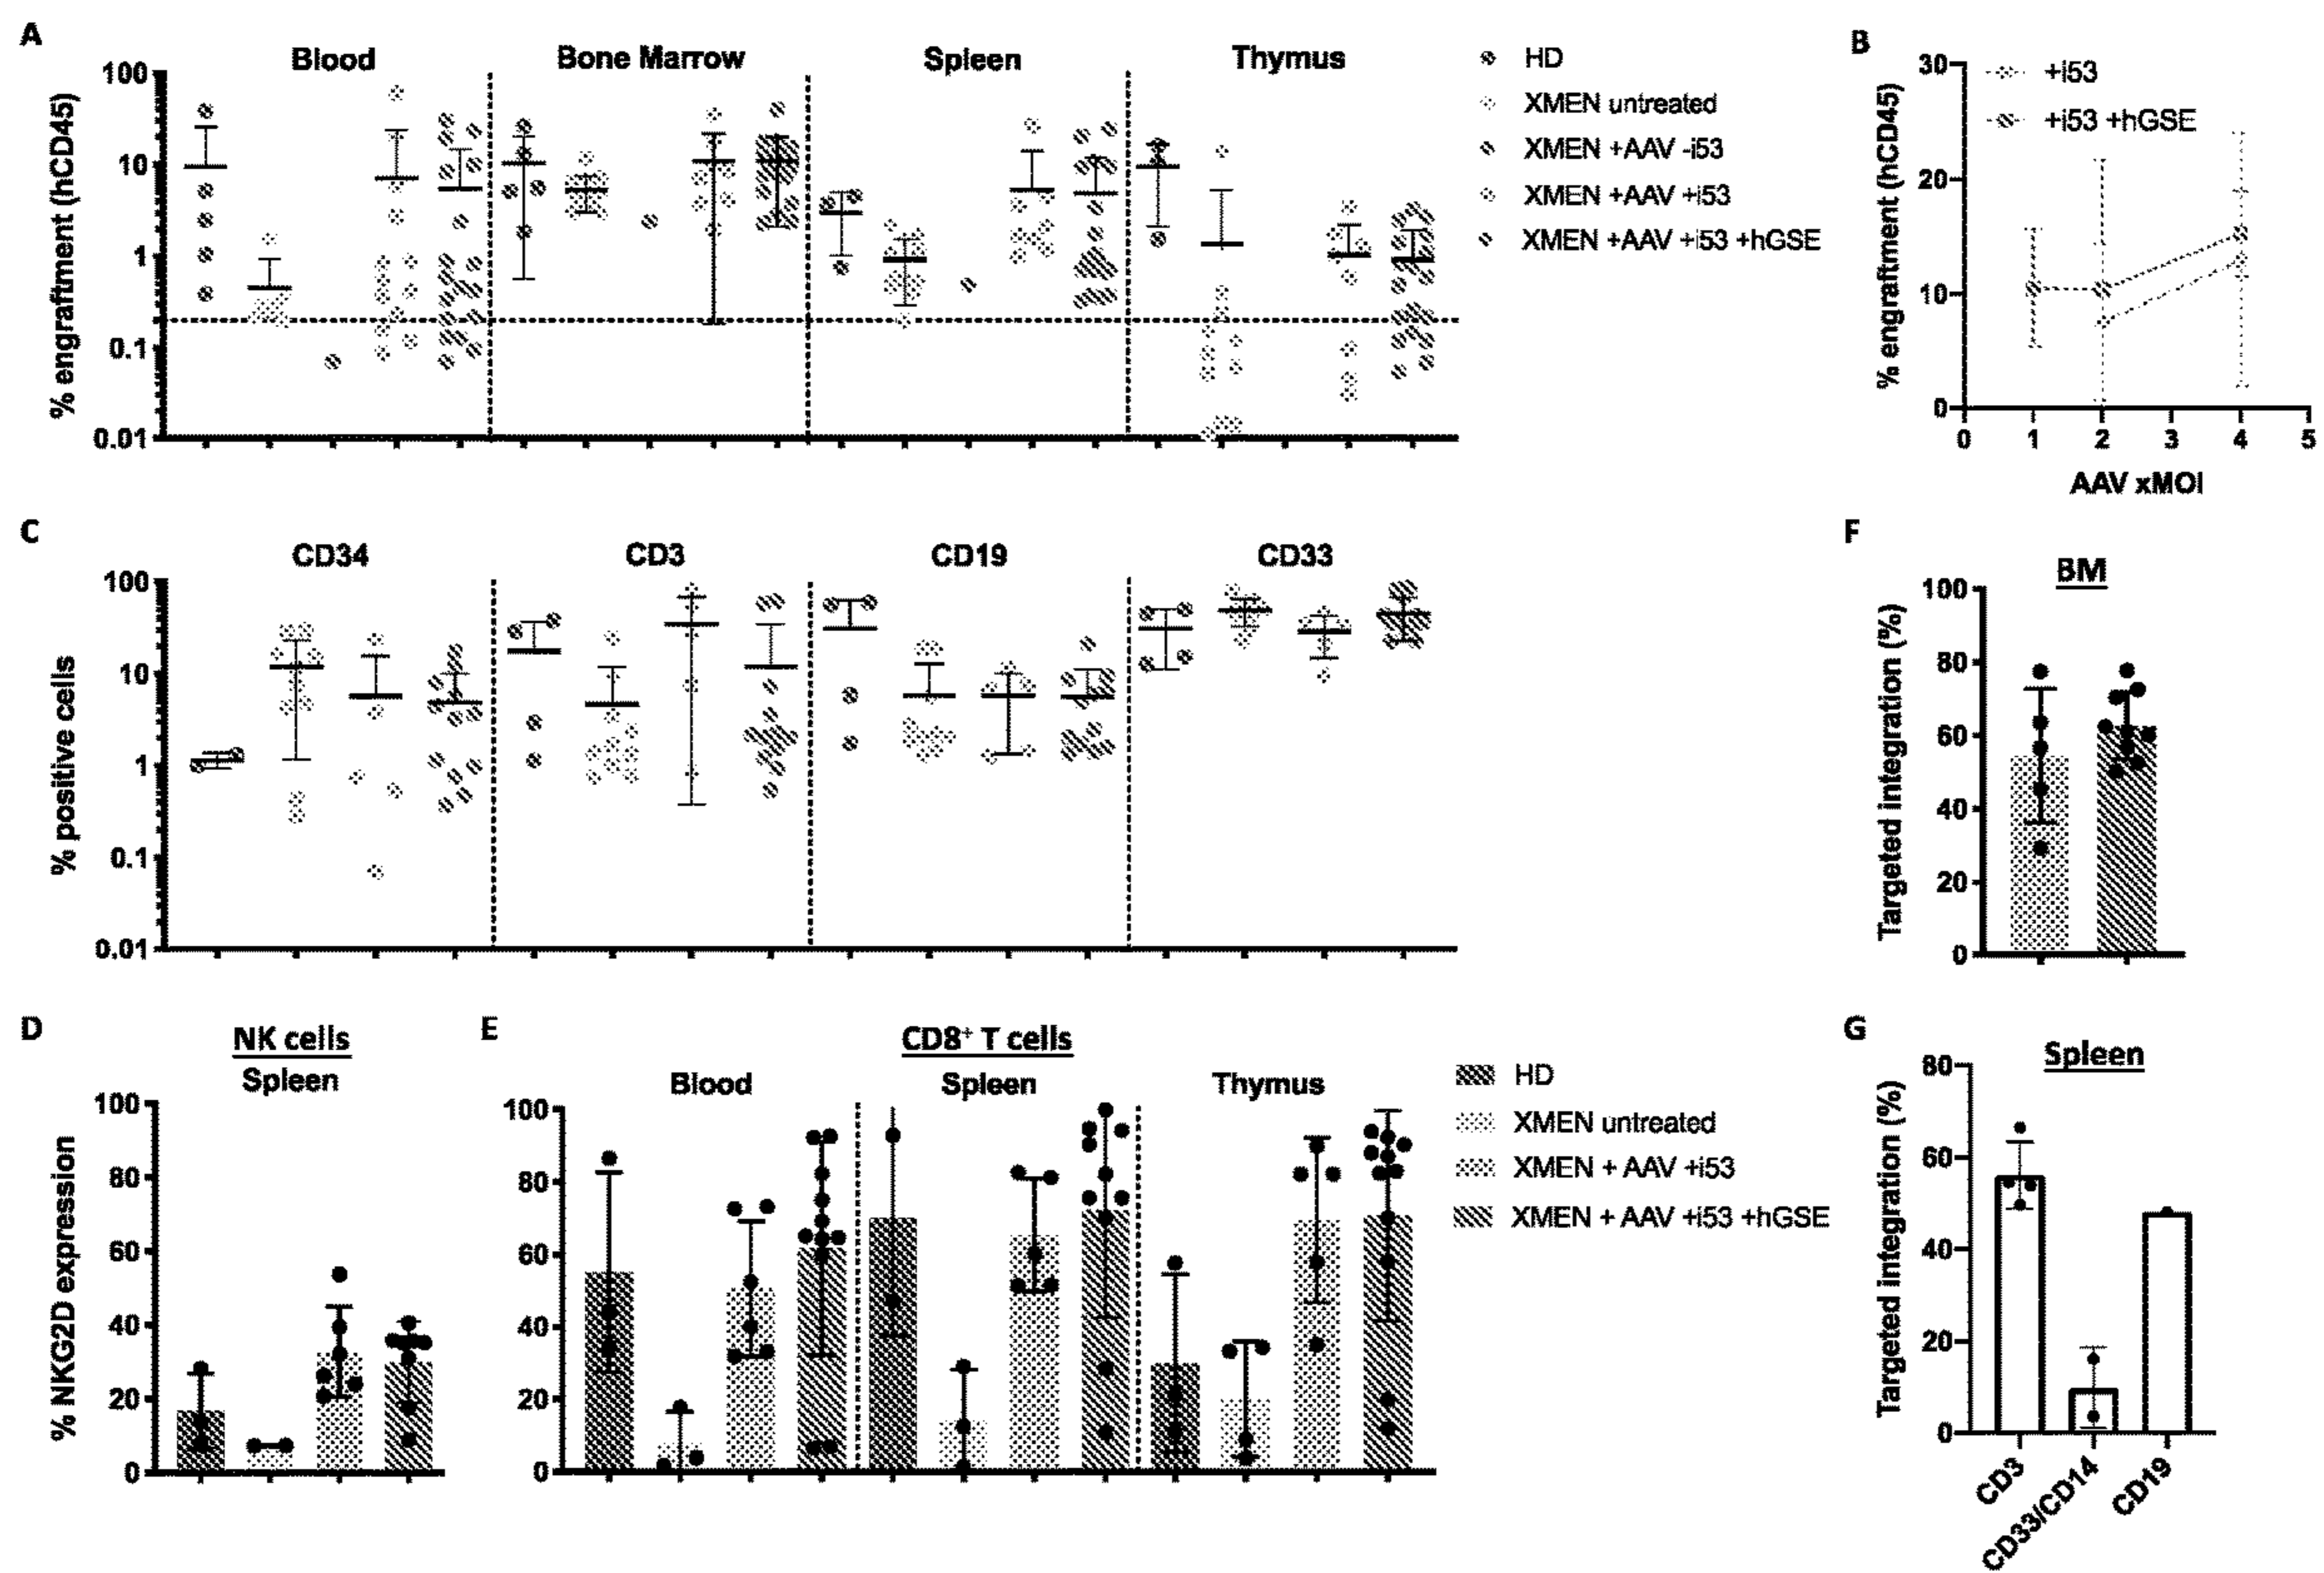 A
Blood
Bone Marrow
Spleen
Thymus
% engraftment (hCD45)
100
10
1
0.1
0.01
HD
XMEN untreated
XMEN +AAV -i53
XMEN +AAV +i53
XMEN +AAV +i53 +hGSE
B
% engraftment (hCD45)
30
20
10
0
+i53
+i53 +hGSE
0 1 2 3 4 5
AAV xMOI
C
CD34
CD3
CD19
CD33
% positive cells
100
10
1
0.1
0.01
F
BM
Targeted integration (%)
100
80
60
40
20
0
D
NK cells
Spleen
% NKG2D expression
100
80
60
40
20
0
E
CD8+ T cells
Blood
Spleen
Thymus
100
80
60
40
20
0
HD
XMEN untreated
XMEN + AAV +i53
XMEN + AAV +i53 +hGSE
G
Spleen
Targeted integration (%)
80
60
40
20
0
CD3
CD33/CD14
CD19